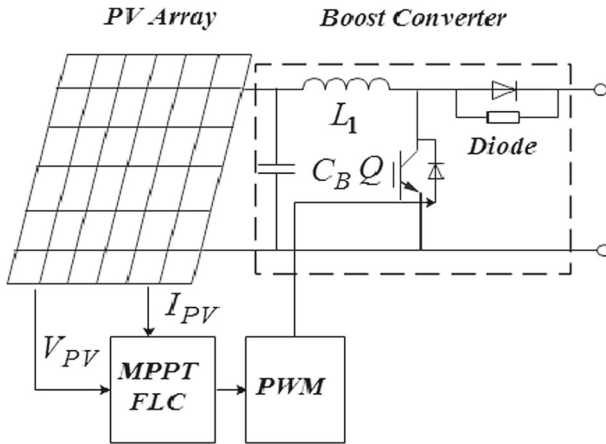 PV Array
Boost Converter
L1
Diode
CB Q
IPV
VPV
MPPT
FLC
PWM